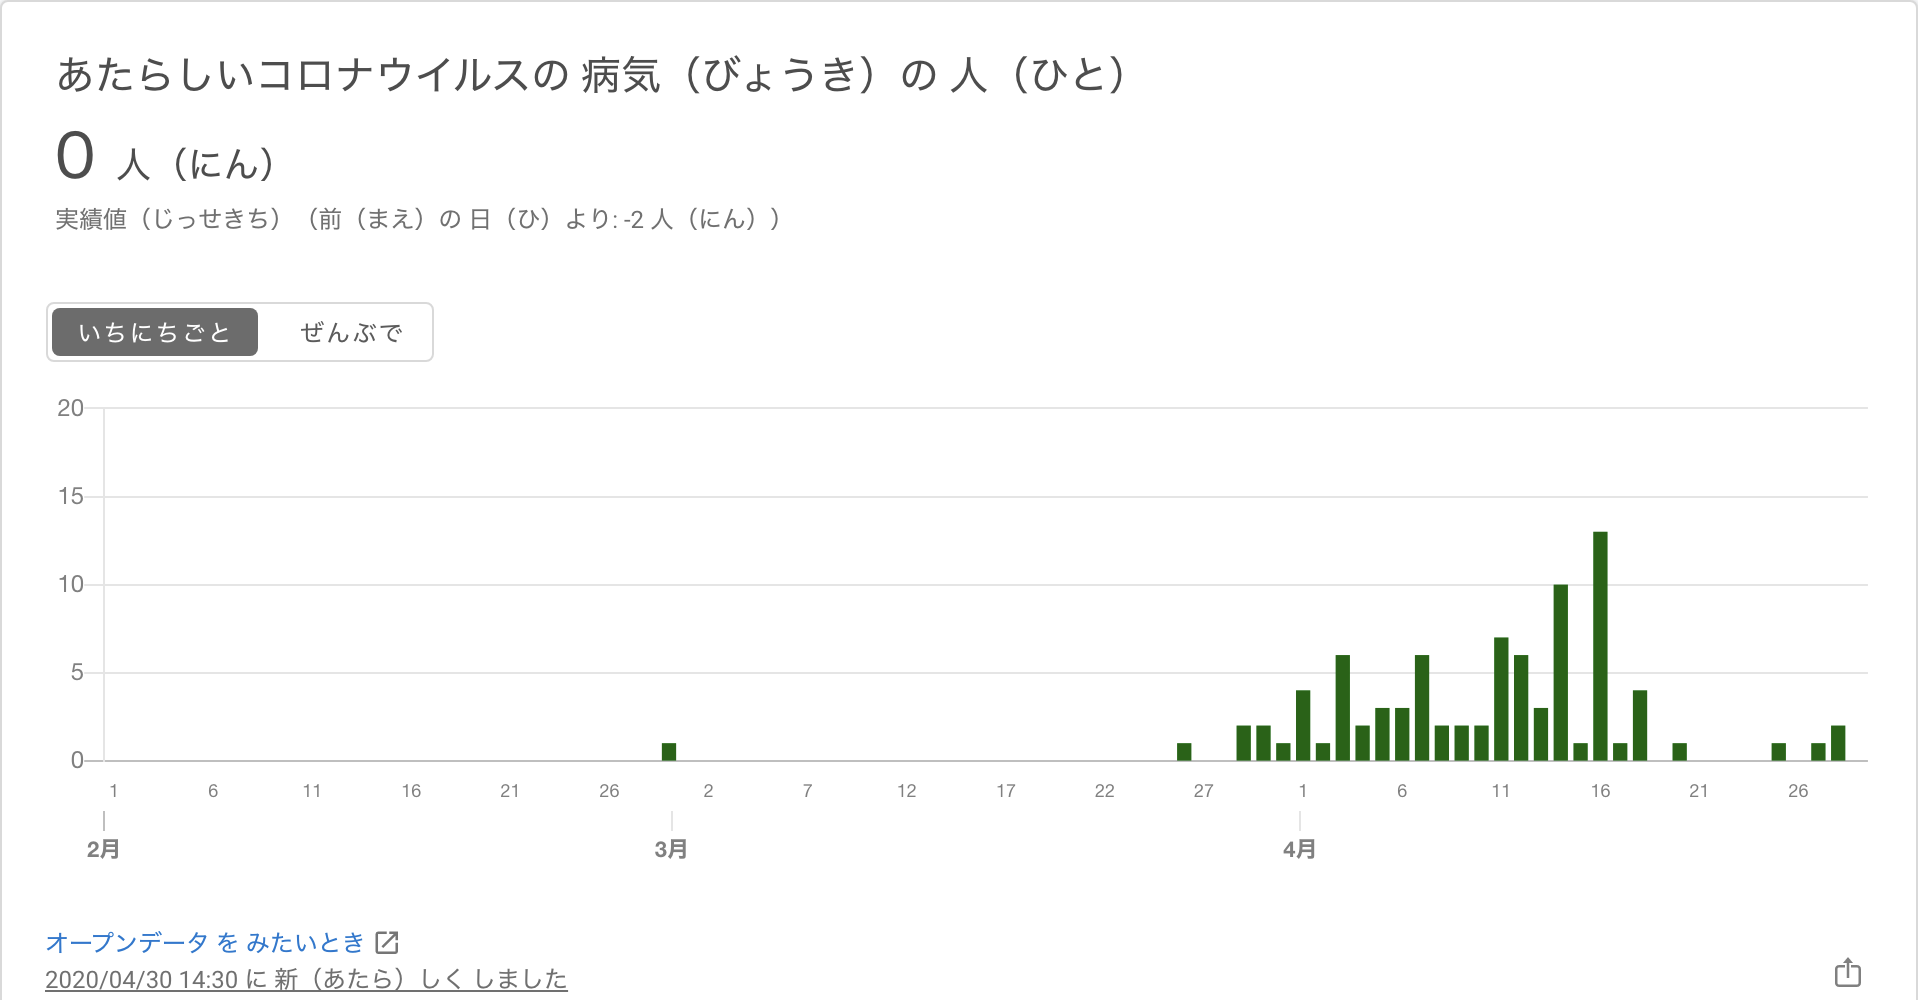 あたらしいコロナウイルスの 病気（びょうき）の 人（ひと）
0 人（にん）
実績値（じっせきち）（前（まえ）の 日（ひ）より: -2 人（にん））
いちにちごと ぜんぶで
20
15
10
5
0
1 6 11 16 21 26 2 7 12 17 22 27 1 6 11 16 21 26
2月 3月 4月
オープンデータ を みたいとき
2020/04/30 14:30 に 新（あたら）しく しました